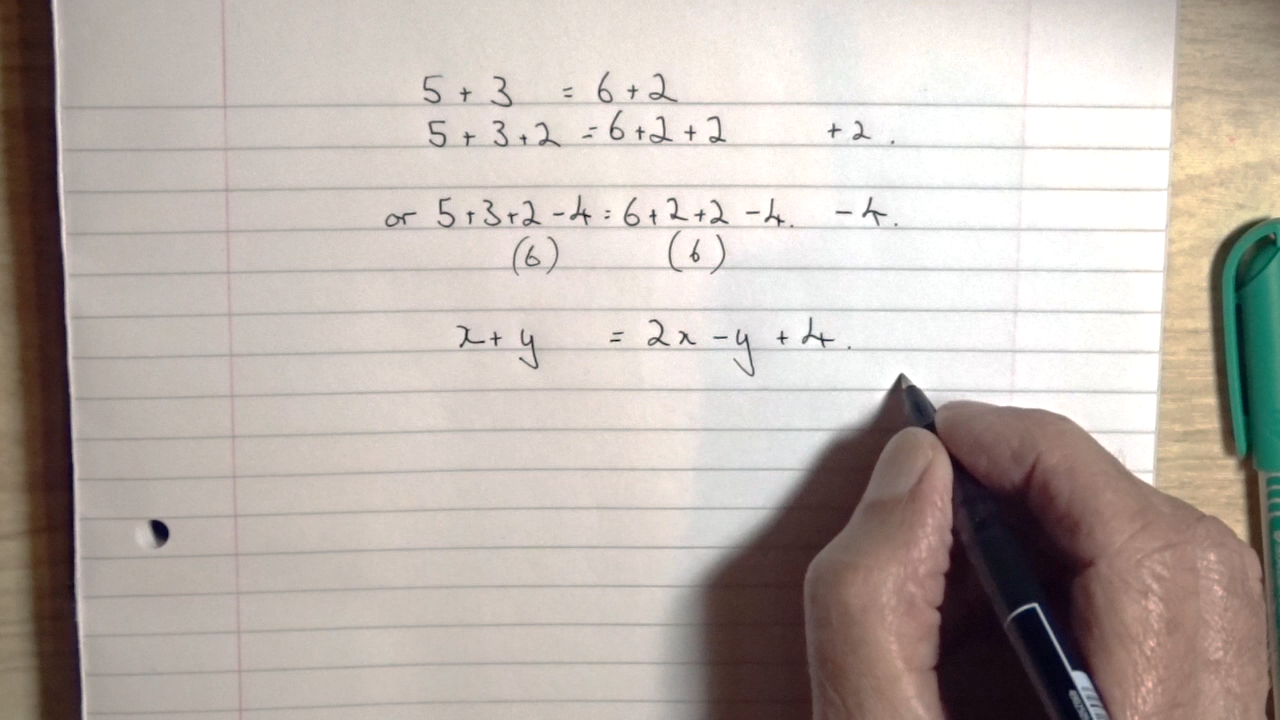 5 + 3 = 6 + 2
5 + 3 + 2 = 6 + 2 + 2 + 2 .
or 5 + 3 + 2 - 4 = 6 + 2 + 2 - 4. - 4.
(6) (6)
x + y = 2x - y + 4.